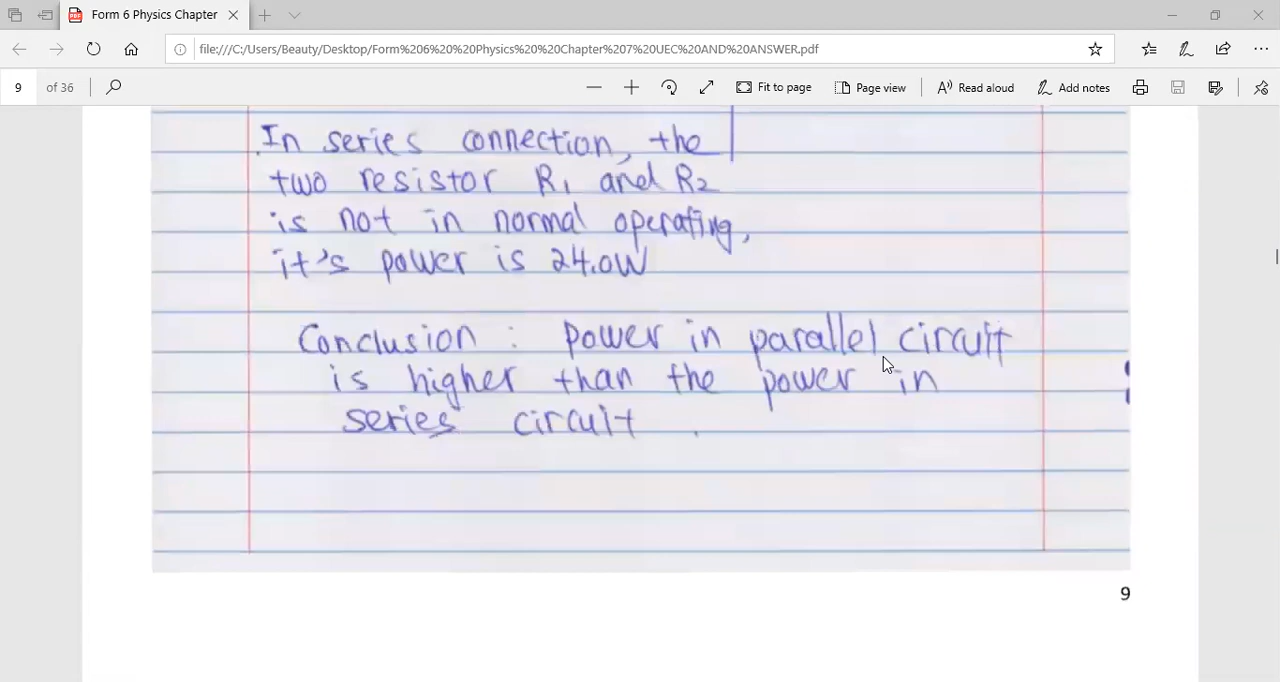 Form 6 Physics Chapter
file:///C:/Users/Beauty/Desktop/Form%206%20%20Physics%20%20Chapter%207%20UEC%20AND%20ANSWER.pdf
9 of 36 Fit to page Page view Read aloud Add notes
In series connection, the
two resistor R1 and R2
is not in normal operating,
it's power is 24.0W
Conclusion : power in parallel circuit
is higher than the power in
series circuit .
9